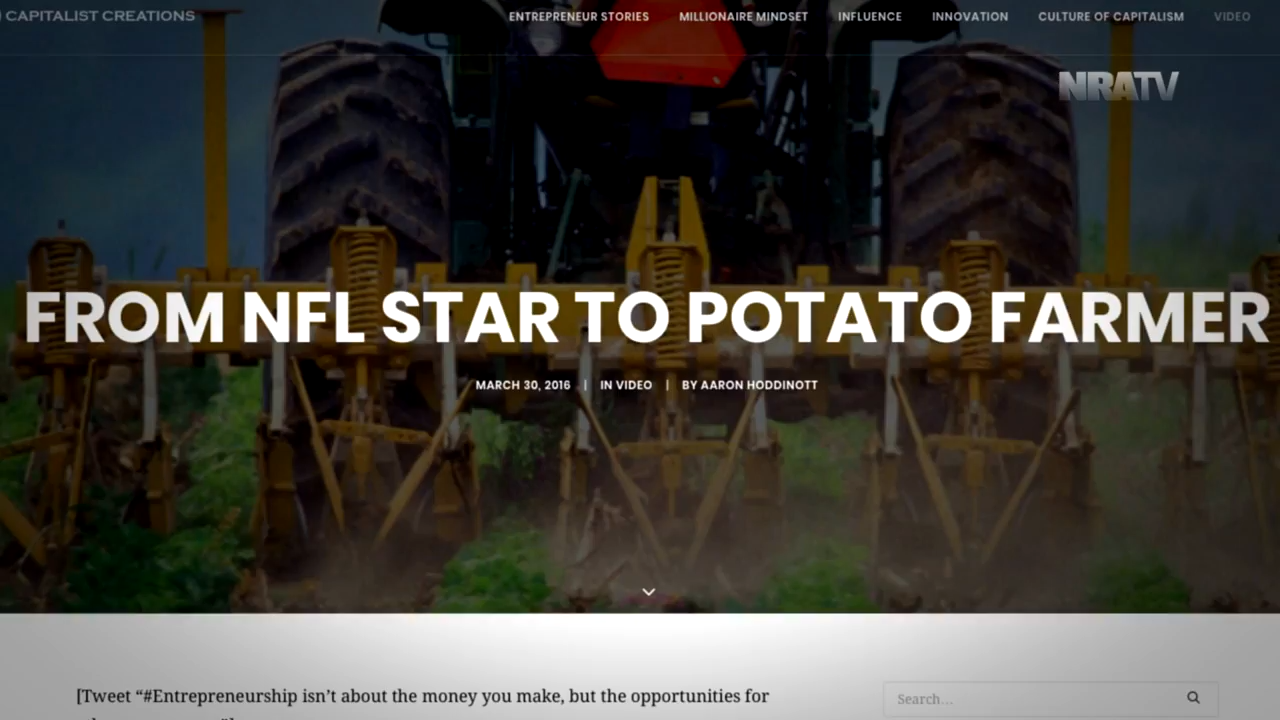 CAPITALIST CREATIONS
ENTREPRENEUR STORIES MILLIONAIRE MINDSET INFLUENCE INNOVATION CULTURE OF CAPITALISM VIDEO
NRATV
FROM NFL STAR TO POTATO FARMER
MARCH 30, 2016 | IN VIDEO | BY AARON HODDINOTT
[Tweet “#Entrepreneurship isn’t about the money you make, but the opportunities for
Search...